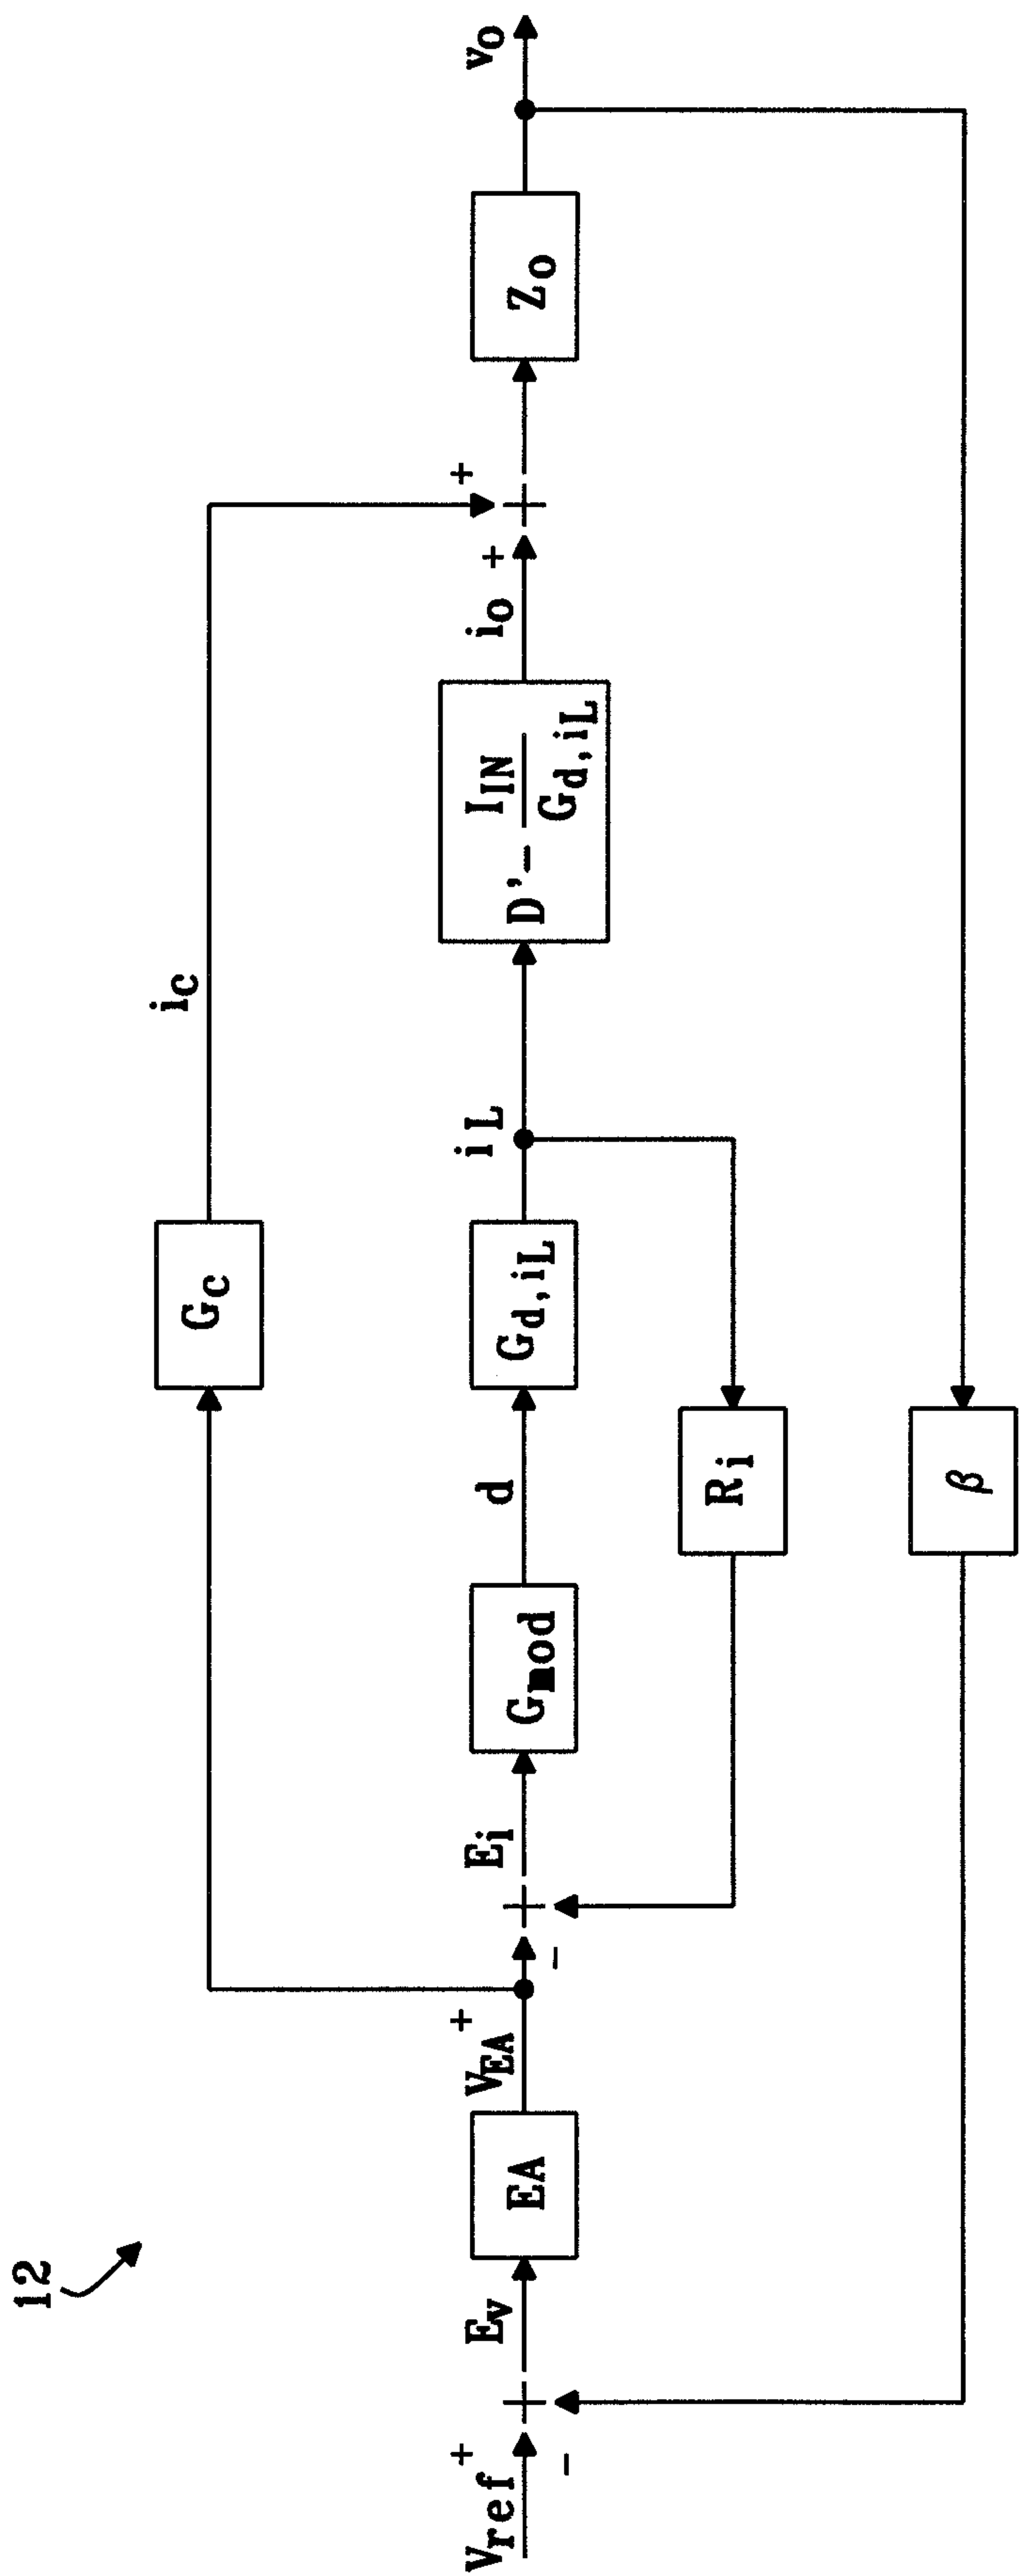 12
Vref
+
−
Ev
EA
VEA
+
−
Ei
Gmod
d
Gd,iL
iL
Ri
Gc
ic
D'− IIN
Gd,iL
io
+
+
Zo
vo
β